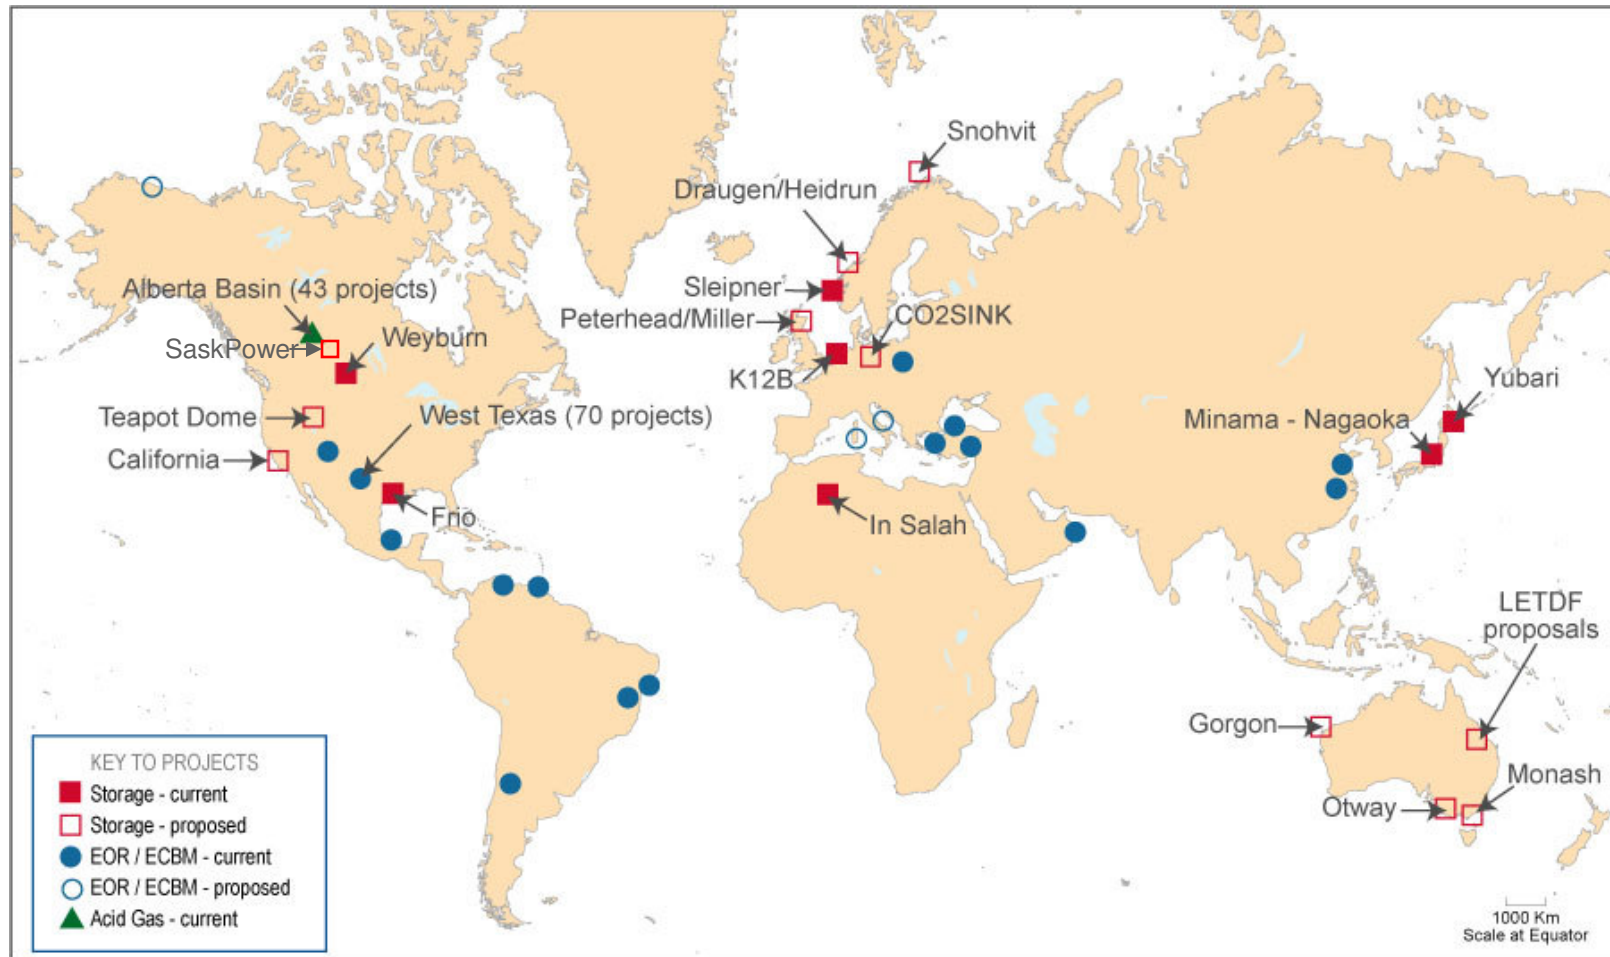 Snohvit
Draugen/Heidrun
Alberta Basin (43 projects)
Sleipner
Peterhead/Miller
CO2SINK
SaskPower
Weyburn
K12B
Yubari
Teapot Dome
West Texas (70 projects)
Minama - Nagaoka
California
Frio
In Salah
LETDF
proposals
Gorgon
Monash
Otway
KEY TO PROJECTS
Storage - current
Storage - proposed
EOR / ECBM - current
EOR / ECBM - proposed
Acid Gas - current
1000 Km
Scale at Equator